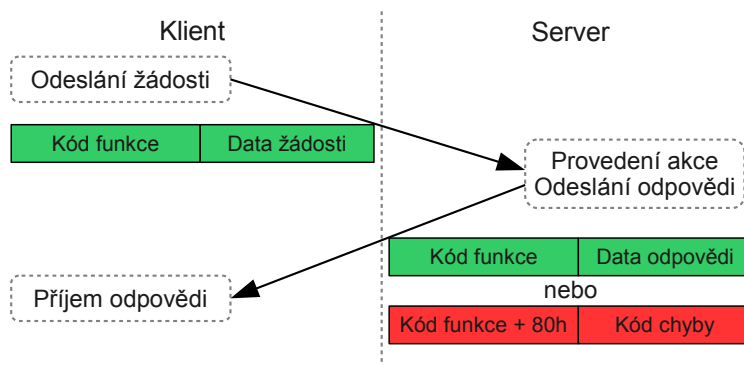 Klient
Server
Odeslání žádosti
Kód funkce
Data žádosti
Provedení akce
Odeslání odpovědi
Kód funkce
Data odpovědi
nebo
Příjem odpovědi
Kód funkce + 80h
Kód chyby